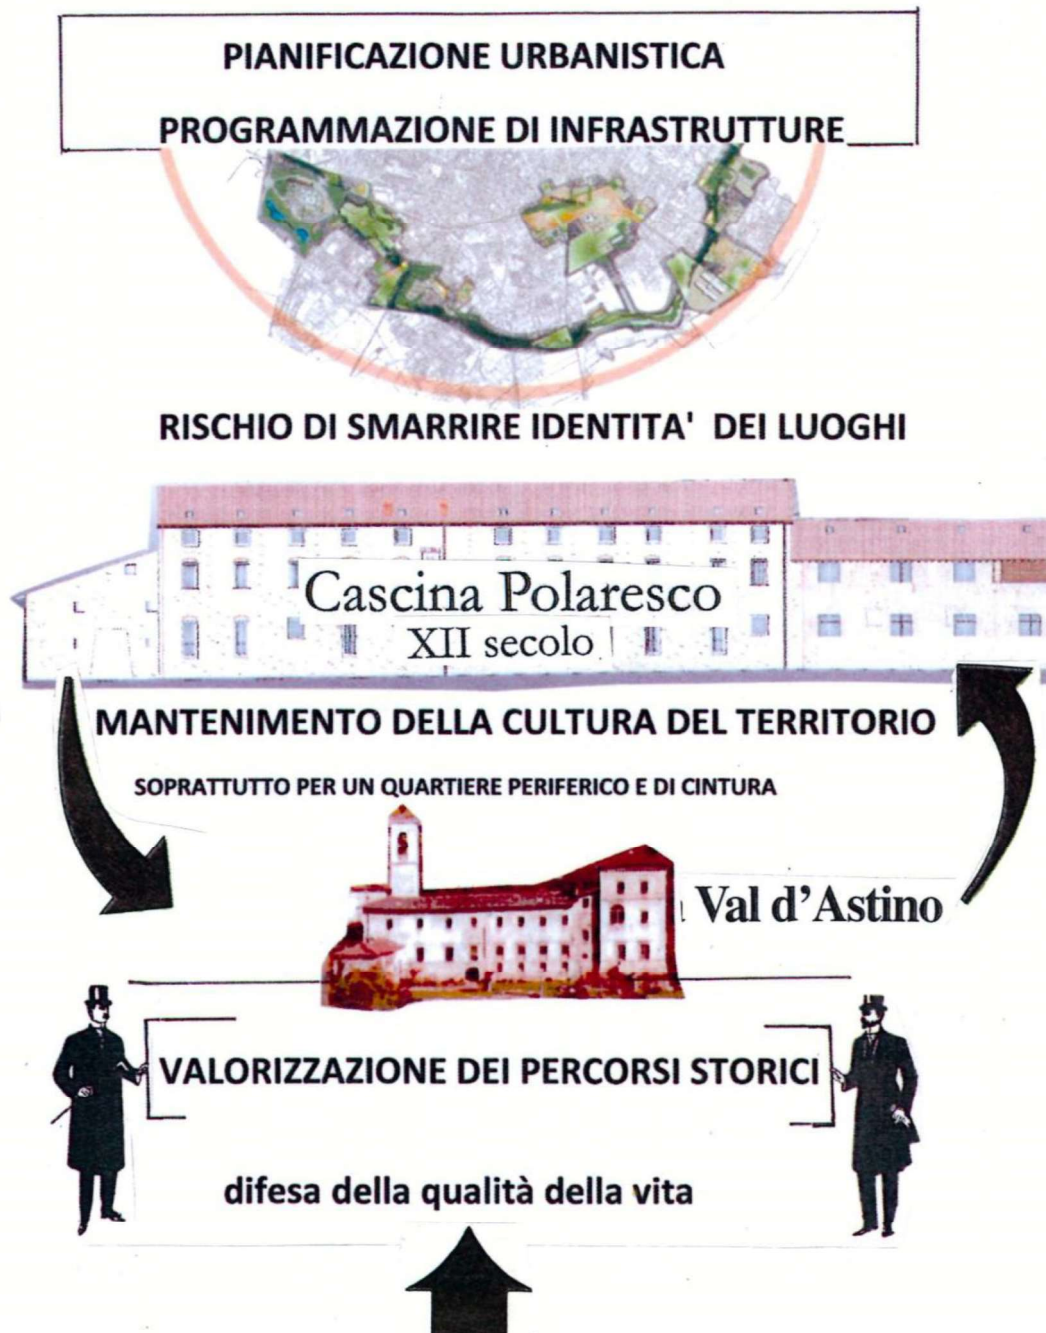 PIANIFICAZIONE URBANISTICA
PROGRAMMAZIONE DI INFRASTRUTTURE
RISCHIO DI SMARRIRE IDENTITA' DEI LUOGHI
Cascina Polaresco
XII secolo
MANTENIMENTO DELLA CULTURA DEL TERRITORIO
SOPRATTUTTO PER UN QUARTIERE PERIFERICO E DI CINTURA
Val d'Astino
VALORIZZAZIONE DEI PERCORSI STORICI
difesa della qualità della vita